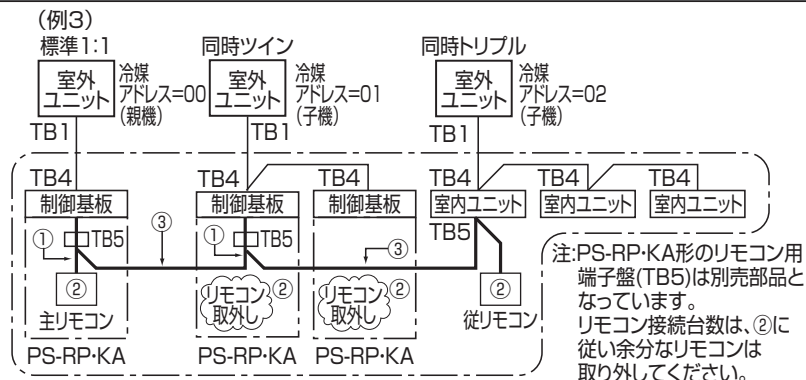 (例3)
標準1:1
同時ツイン
同時トリプル
室外
ユニット
冷媒
アドレス=00
(親機)
室外
ユニット
冷媒
アドレス=01
(子機)
室外
ユニット
冷媒
アドレス=02
(子機)
TB1
TB1
TB1
TB4
TB4
TB4
TB4
TB4
TB4
制御基板
制御基板
制御基板
室内ユニット
室内ユニット
室内ユニット
① TB5
③
① TB5
③
TB5
②
主リモコン
リモコン
取外し
②
リモコン
取外し
②
②
従リモコン
PS-RP・KA
PS-RP・KA
PS-RP・KA
注:PS-RP・KA形のリモコン用
端子盤(TB5)は別売部品と
なっています。
リモコン接続台数は、②に
従い余分なリモコンは
取り外してください。